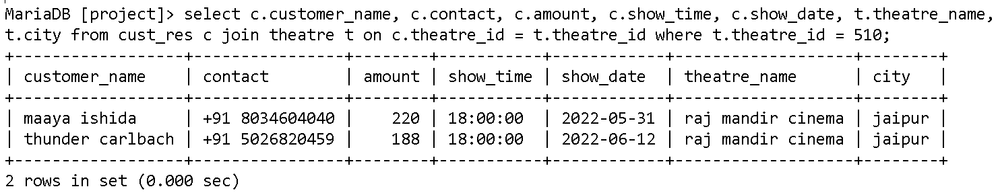 MariaDB [project]> select c.customer_name, c.contact, c.amount, c.show_time, c.show_date, t.theatre_name,
t.city from cust_res c join theatre t on c.theatre_id = t.theatre_id where t.theatre_id = 510;
+-----------------+----------------+--------+-----------+------------+-------------------+--------+
| customer_name   | contact        | amount | show_time | show_date  | theatre_name      | city   |
+-----------------+----------------+--------+-----------+------------+-------------------+--------+
| maaya ishida    | +91 8034604040 |    220 | 18:00:00  | 2022-05-31 | raj mandir cinema | jaipur |
| thunder carlbach | +91 5026820459 |    188 | 18:00:00  | 2022-06-12 | raj mandir cinema | jaipur |
+-----------------+----------------+--------+-----------+------------+-------------------+--------+
2 rows in set (0.000 sec)